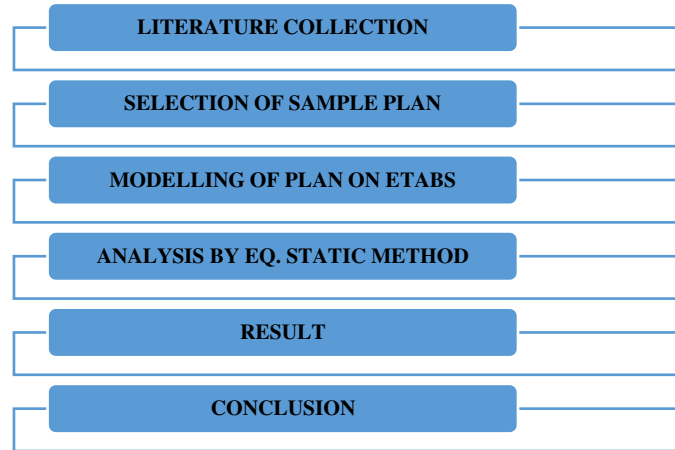 LITERATURE COLLECTION
SELECTION OF SAMPLE PLAN
MODELLING OF PLAN ON ETABS
ANALYSIS BY EQ. STATIC METHOD
RESULT
CONCLUSION